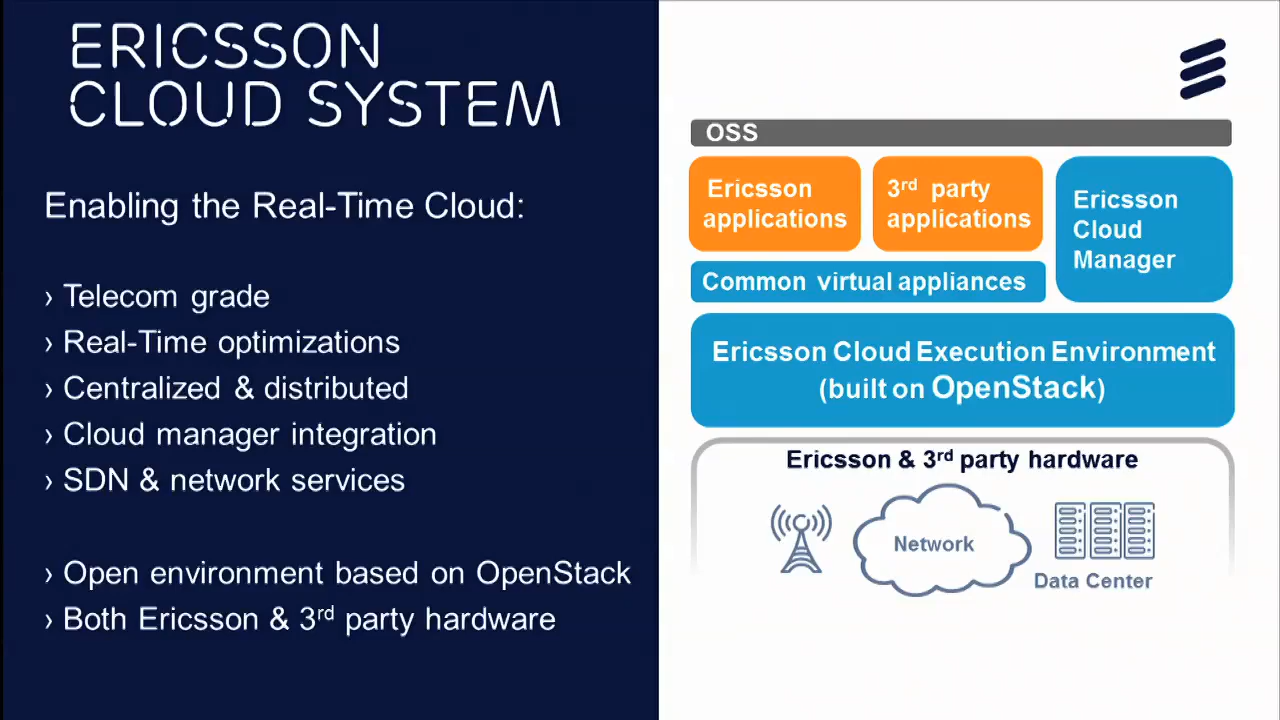 ERICSSON
CLOUD SYSTEM
Enabling the Real-Time Cloud:
› Telecom grade
› Real-Time optimizations
› Centralized & distributed
› Cloud manager integration
› SDN & network services
› Open environment based on OpenStack
› Both Ericsson & 3rd party hardware
OSS
Ericsson
applications
3rd party
applications
Ericsson
Cloud
Manager
Common virtual appliances
Ericsson Cloud Execution Environment
(built on OpenStack)
Ericsson & 3rd party hardware
Network
Data Center